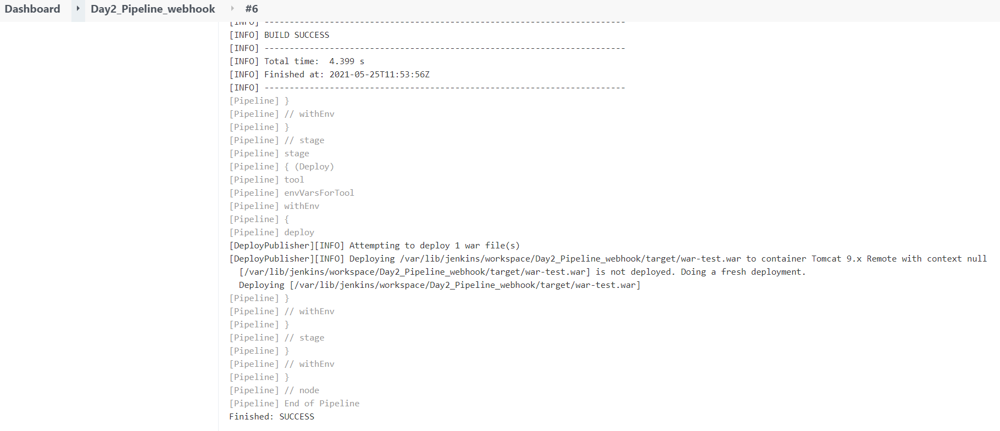 Dashboard Day2_Pipeline_webhook #6
[INFO] ------------------------------------------------------------------------
[INFO] BUILD SUCCESS
[INFO] ------------------------------------------------------------------------
[INFO] Total time:  4.399 s
[INFO] Finished at: 2021-05-25T11:53:56Z
[INFO] ------------------------------------------------------------------------
[Pipeline] }
[Pipeline] // withEnv
[Pipeline] }
[Pipeline] // stage
[Pipeline] stage
[Pipeline] { (Deploy)
[Pipeline] tool
[Pipeline] envVarsForTool
[Pipeline] withEnv
[Pipeline] {
[Pipeline] deploy
[DeployPublisher][INFO] Attempting to deploy 1 war file(s)
[DeployPublisher][INFO] Deploying /var/lib/jenkins/workspace/Day2_Pipeline_webhook/target/war-test.war to container Tomcat 9.x Remote with context null
[/var/lib/jenkins/workspace/Day2_Pipeline_webhook/target/war-test.war] is not deployed. Doing a fresh deployment.
Deploying [/var/lib/jenkins/workspace/Day2_Pipeline_webhook/target/war-test.war]
[Pipeline] }
[Pipeline] // withEnv
[Pipeline] }
[Pipeline] // stage
[Pipeline] }
[Pipeline] // withEnv
[Pipeline] }
[Pipeline] // node
[Pipeline] End of Pipeline
Finished: SUCCESS